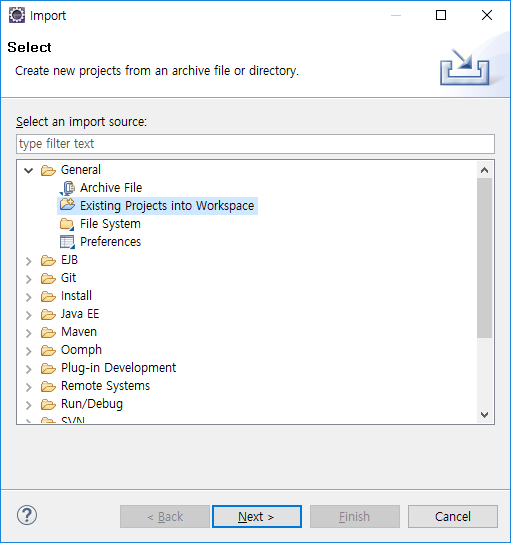 Import
Select
Create new projects from an archive file or directory.
Select an import source:
type filter text
General
Archive File
Existing Projects into Workspace
File System
Preferences
EJB
Git
Install
Java EE
Maven
Oomph
Plug-in Development
Remote Systems
Run/Debug
SVN
?
< Back
Next >
Finish
Cancel